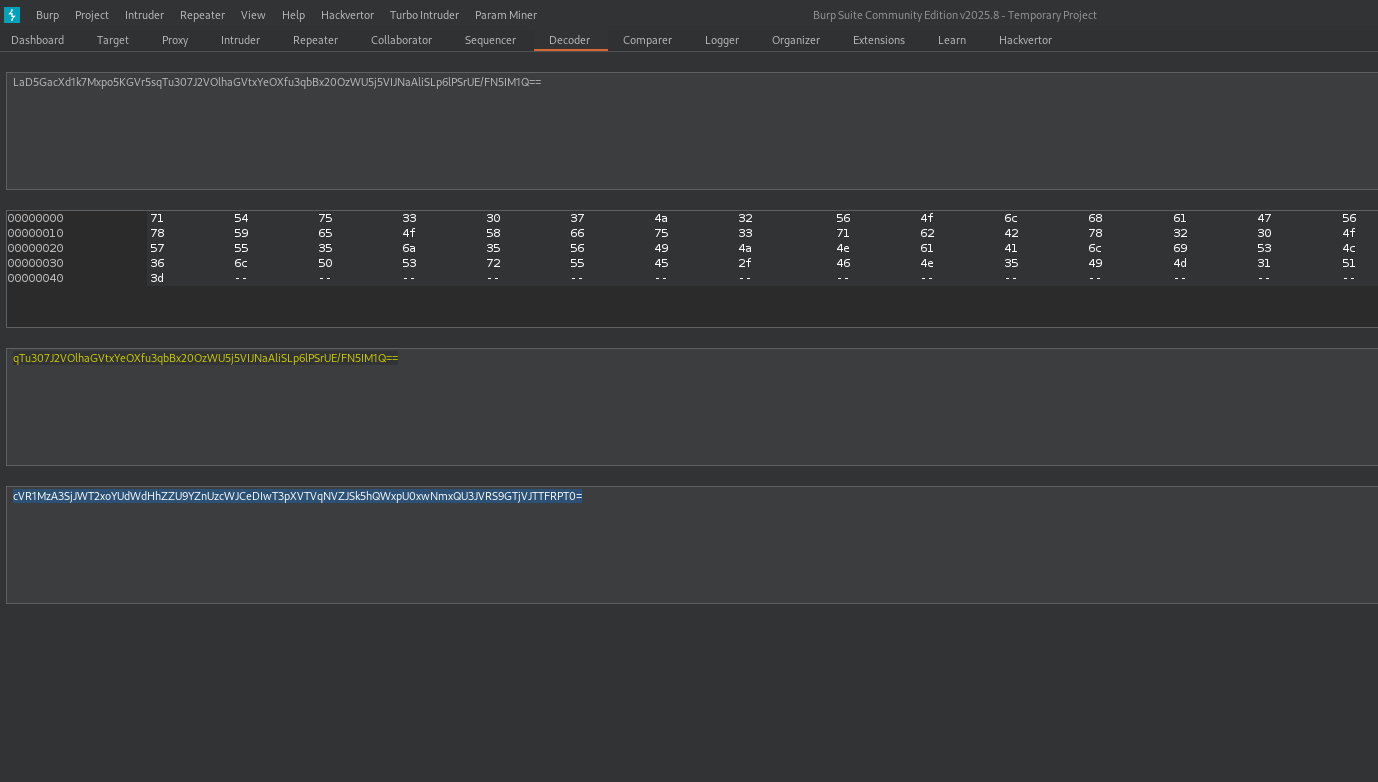 Burp Project Intruder Repeater View Help Hackvertor Turbo Intruder Param Miner Burp Suite Community Edition v2025.8 - Temporary Project
Dashboard Target Proxy Intruder Repeater Collaborator Sequencer Decoder Comparer Logger Organizer Extensions Learn Hackvertor
LaD5GacXd1k7Mxpo5KGVr5sqTu307J2VOlhaGVtxYeOXfu3qbBx20OzWU5j5VIJNaAliSLp6lPSrUE/FN5IM1Q==
00000000 71 54 75 33 30 37 4a 32 56 4f 6c 68 61 47 56
00000010 78 59 65 4f 58 66 75 33 71 62 42 78 32 30 4f
00000020 57 55 35 6a 35 56 49 4a 4e 61 41 6c 69 53 4c
00000030 36 6c 50 53 72 55 45 2f 46 4e 35 49 4d 31 51
00000040 3d -- -- -- -- -- -- -- -- -- -- -- -- -- --
qTu307J2VOlhaGVtxYeOXfu3qbBx20OzWU5j5VIJNaAliSLp6lPSrUE/FN5IM1Q==
cVR1MzA3SjJWT2xoYUdWdHhZZU9YZnUzcWJCeDIwT3pXVTVqNVZJSk5hQWxpU0xwNmxQU3JVRS9GTjVJTTFRPT0=